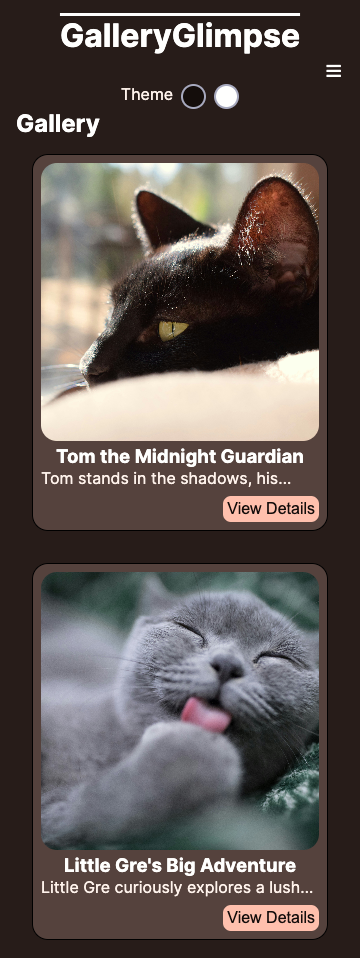 GalleryGlimpse
Theme
Gallery
Tom the Midnight Guardian
Tom stands in the shadows, his...
View Details
Little Gre's Big Adventure
Little Gre curiously explores a lush...
View Details